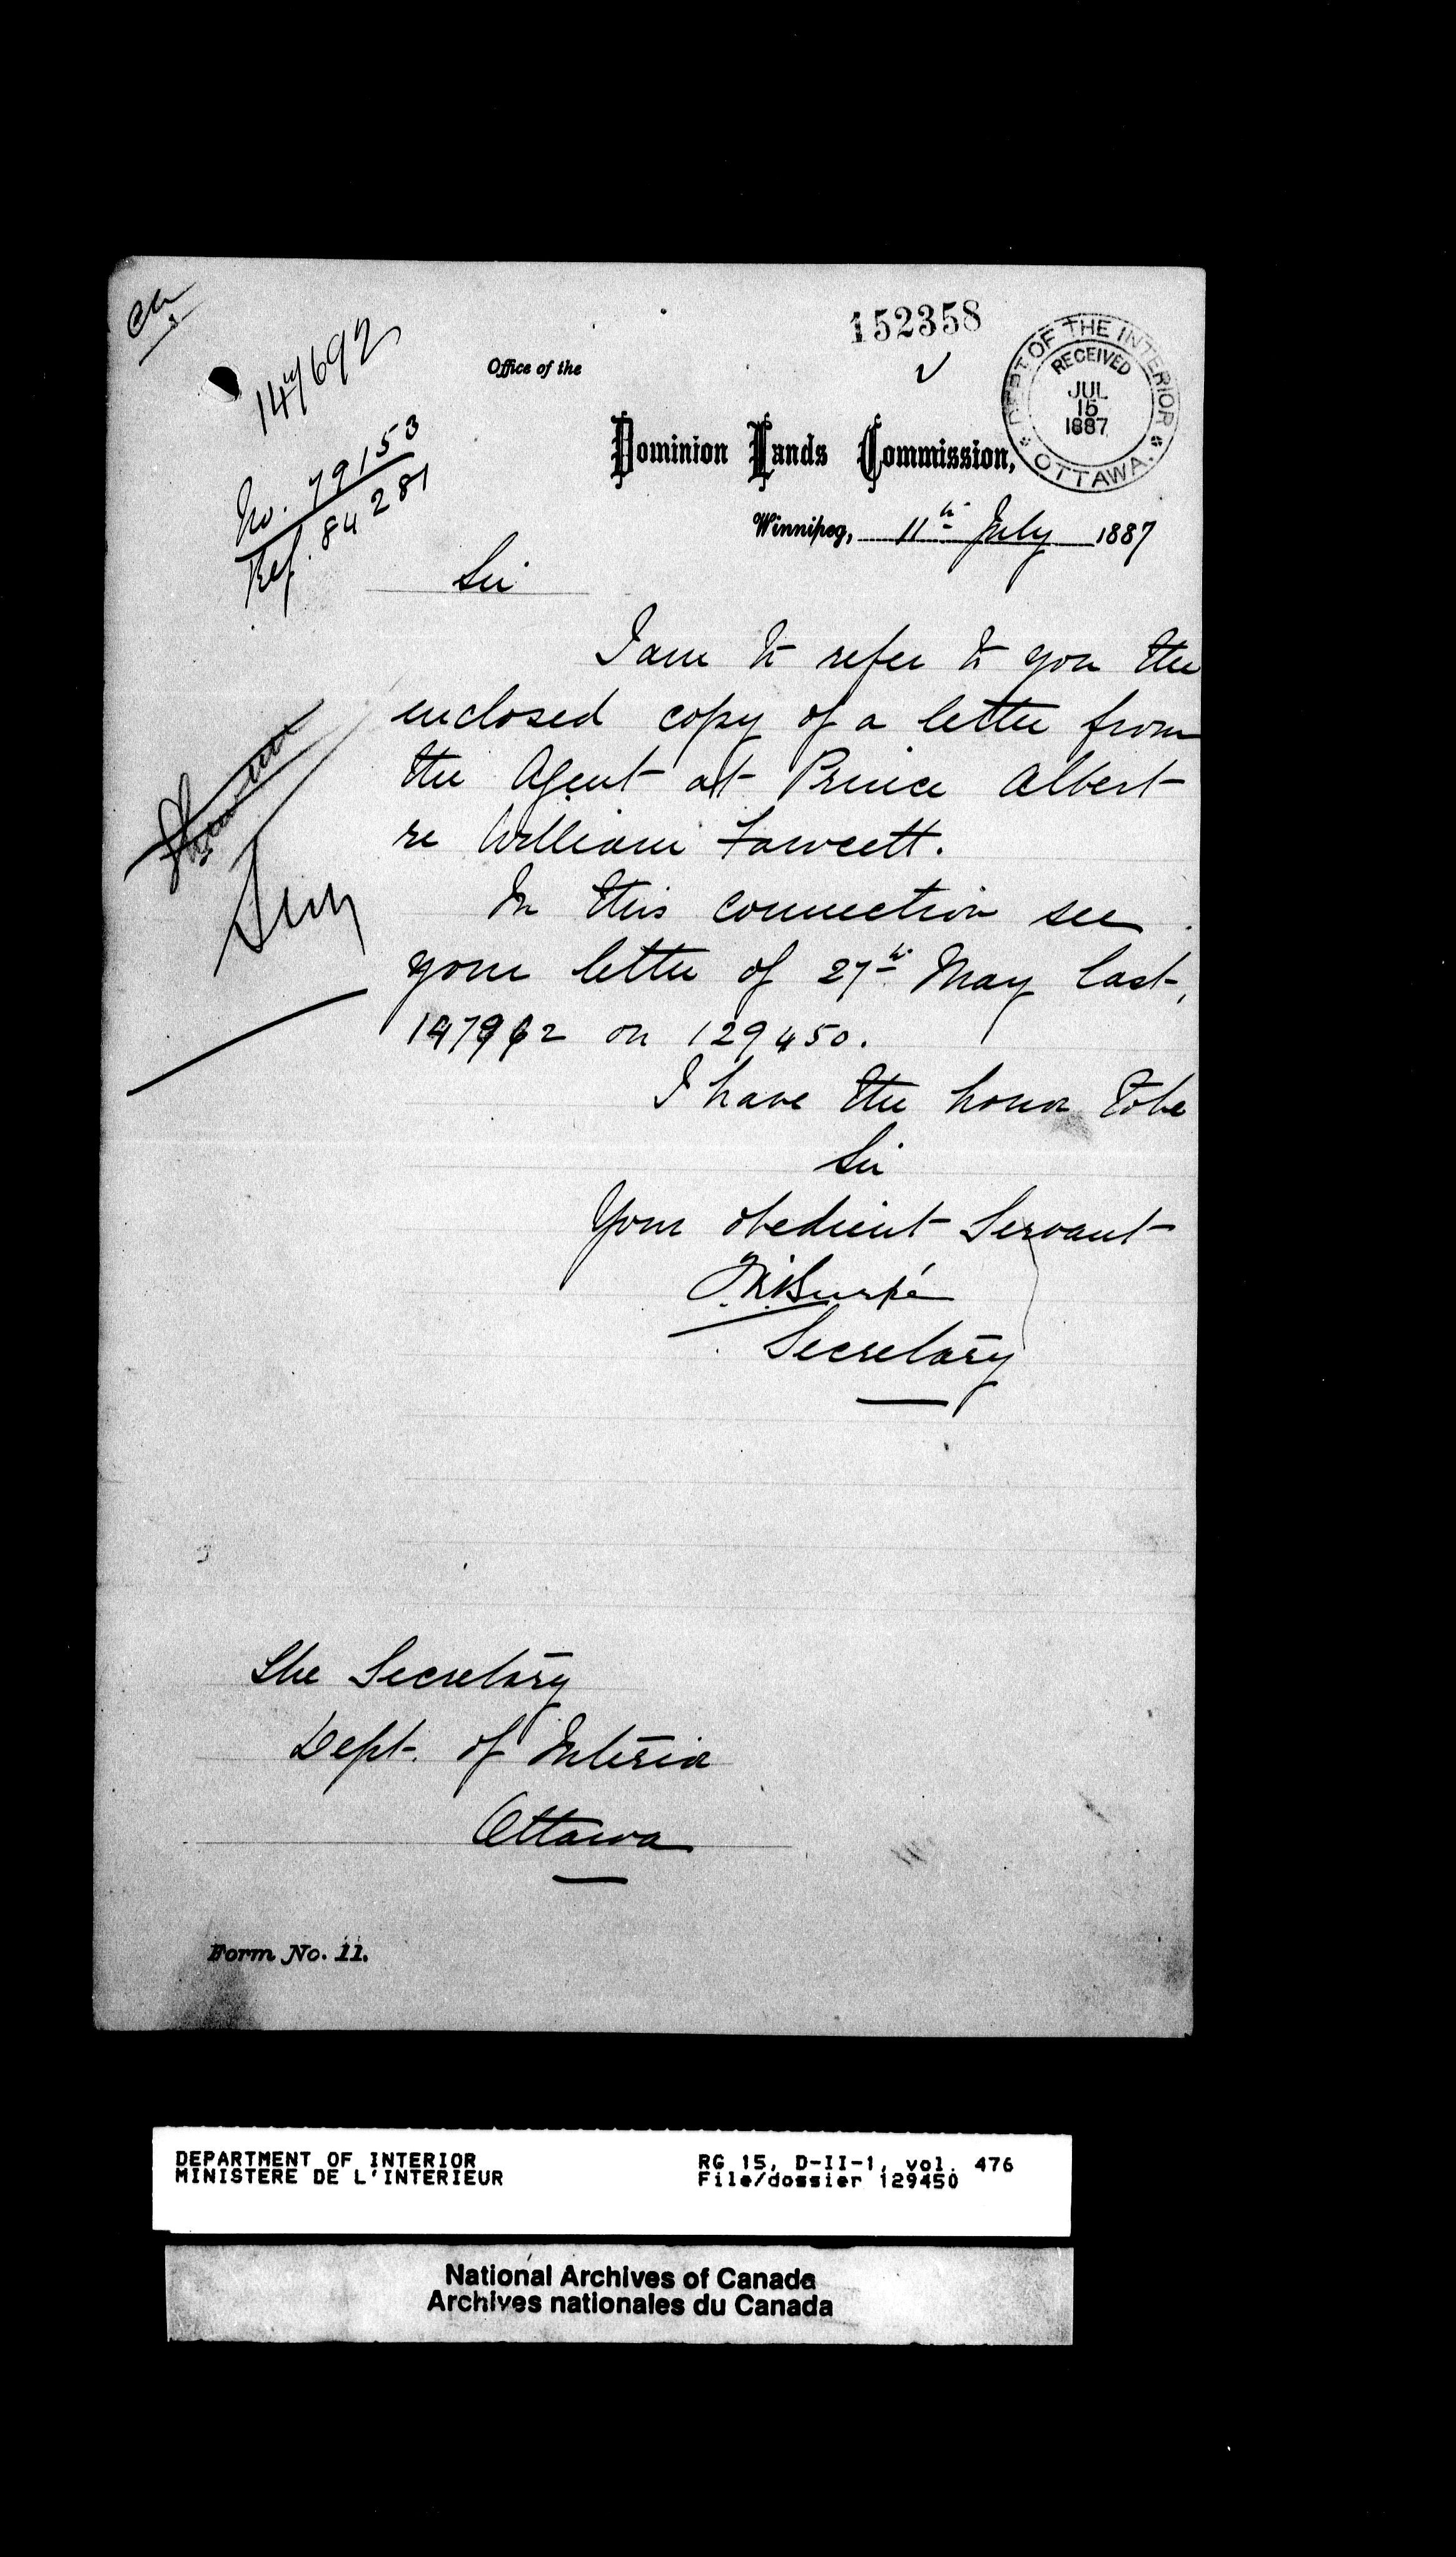 152358
DEPT OF THE INTERIOR
RECEIVED
JUL
15
1887
OTTAWA.
Office of the
Dominion Lands Commission,
Winnipeg, 11th July 1887
No. 79153
Ref. 84281
Sir
I am to refer to you the
enclosed copy of a letter from
the Agent at Prince Albert
re William Fawcett.
In this connection see
your letter of 27th May last,
on 129450.
I have the honor to be
Sir
Your obedient Servant
Secretary
The Secretary
Dept. of Interior
Ottawa
Form No. 11.
DEPARTMENT OF INTERIOR
MINISTERE DE L'INTERIEUR
RG 15, D-II-1, vol. 476
File/dossier 129450
National Archives of Canada
Archives nationales du Canada